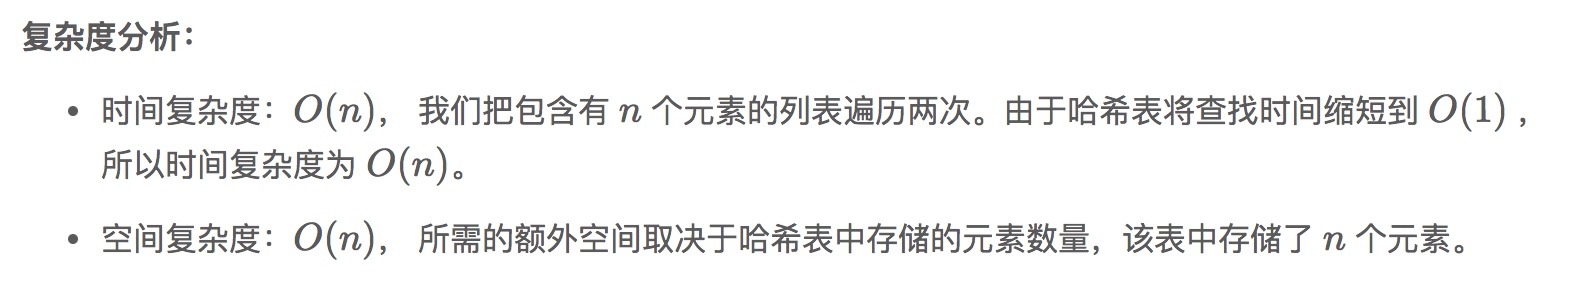 复杂度分析：
• 时间复杂度：O(n)， 我们把包含有 n 个元素的列表遍历两次。由于哈希表将查找时间缩短到 O(1) ，
所以时间复杂度为 O(n)。
• 空间复杂度：O(n)， 所需的额外空间取决于哈希表中存储的元素数量，该表中存储了 n 个元素。